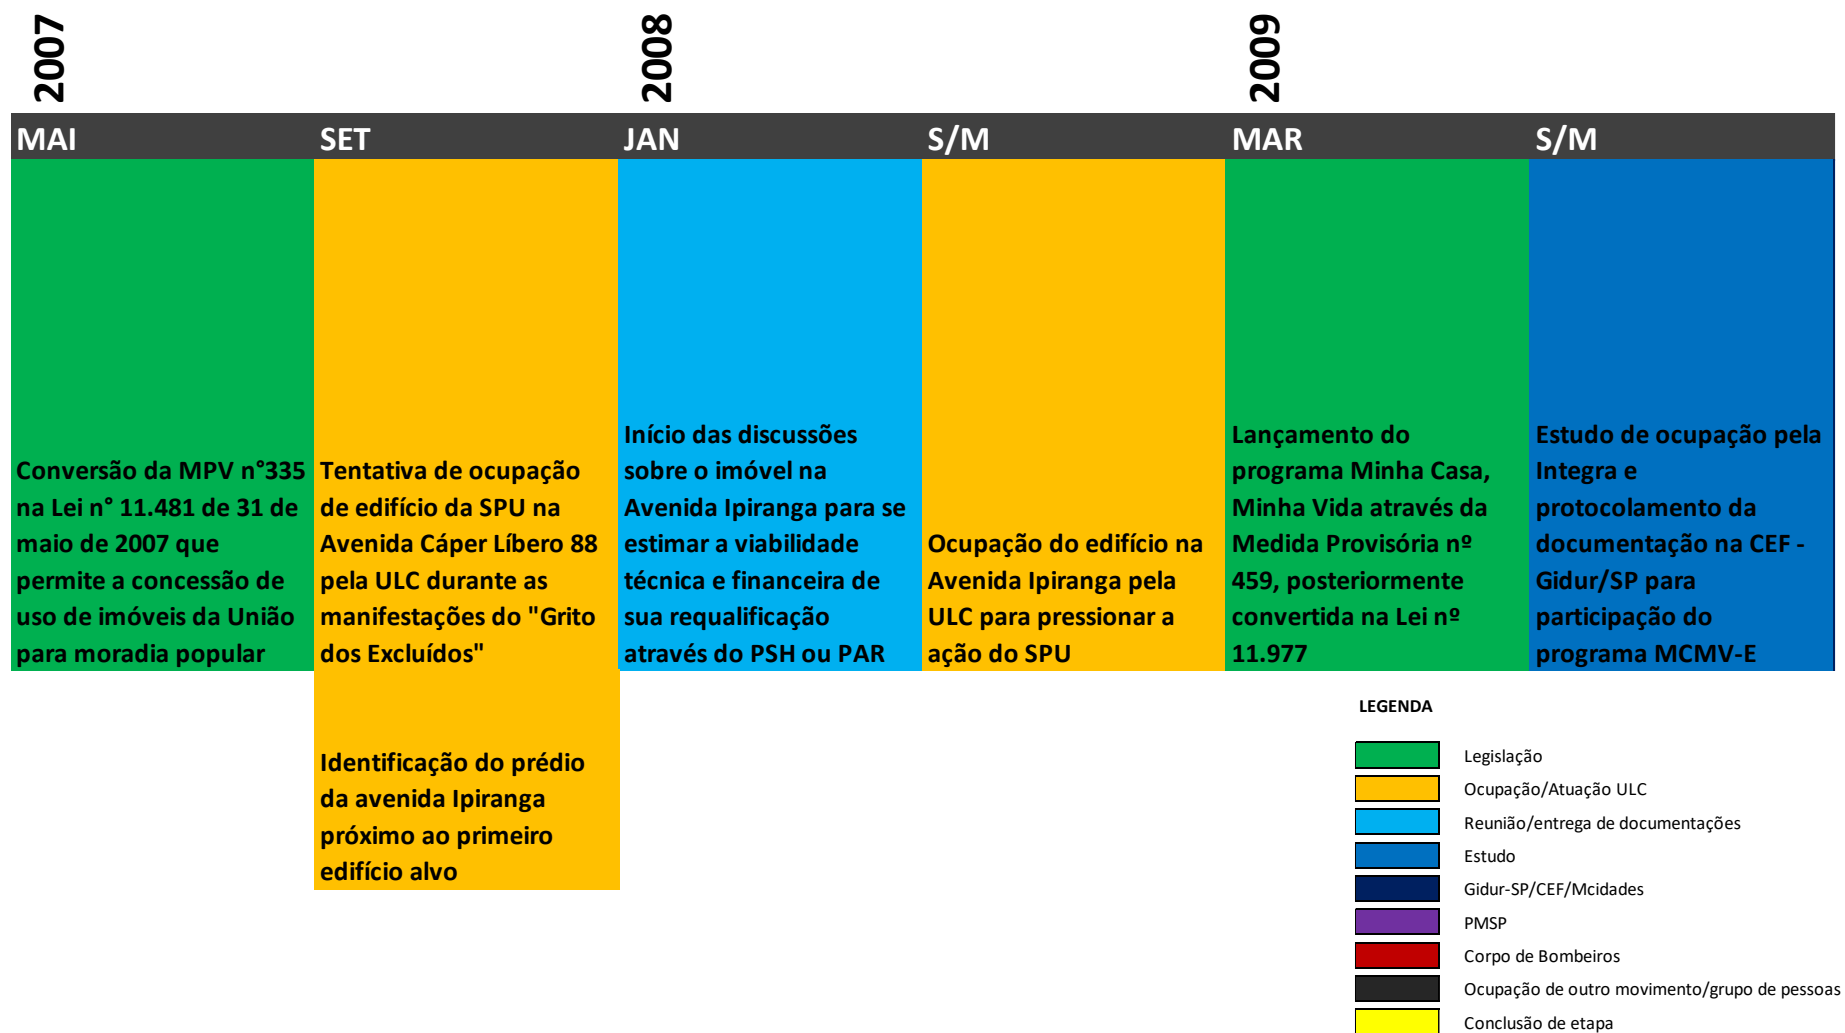 2007
2008
2009
MAI
SET
JAN
S/M
MAR
S/M
Conversão da MPV n°335
na Lei n° 11.481 de 31 de
maio de 2007 que
permite a concessão de
uso de imóveis da União
para moradia popular
Tentativa de ocupação
de edifício da SPU na
Avenida Cáper Líbero 88
pela ULC durante as
manifestações do "Grito
dos Excluídos"
Identificação do prédio
da avenida Ipiranga
próximo ao primeiro
edifício alvo
Início das discussões
sobre o imóvel na
Avenida Ipiranga para se
estimar a viabilidade
técnica e financeira de
sua requalificação
através do PSH ou PAR
Ocupação do edifício na
Avenida Ipiranga pela
ULC para pressionar a
ação do SPU
Lançamento do
programa Minha Casa,
Minha Vida através da
Medida Provisória nº
459, posteriormente
convertida na Lei nº
11.977
Estudo de ocupação pela
Integra e
protocolamento da
documentação na CEF -
Gidur/SP para
participação do
programa MCMV-E
LEGENDA
Legislação
Ocupação/Atuação ULC
Reunião/entrega de documentações
Estudo
Gidur-SP/CEF/Mcidades
PMSP
Corpo de Bombeiros
Ocupação de outro movimento/grupo de pessoas
Conclusão de etapa